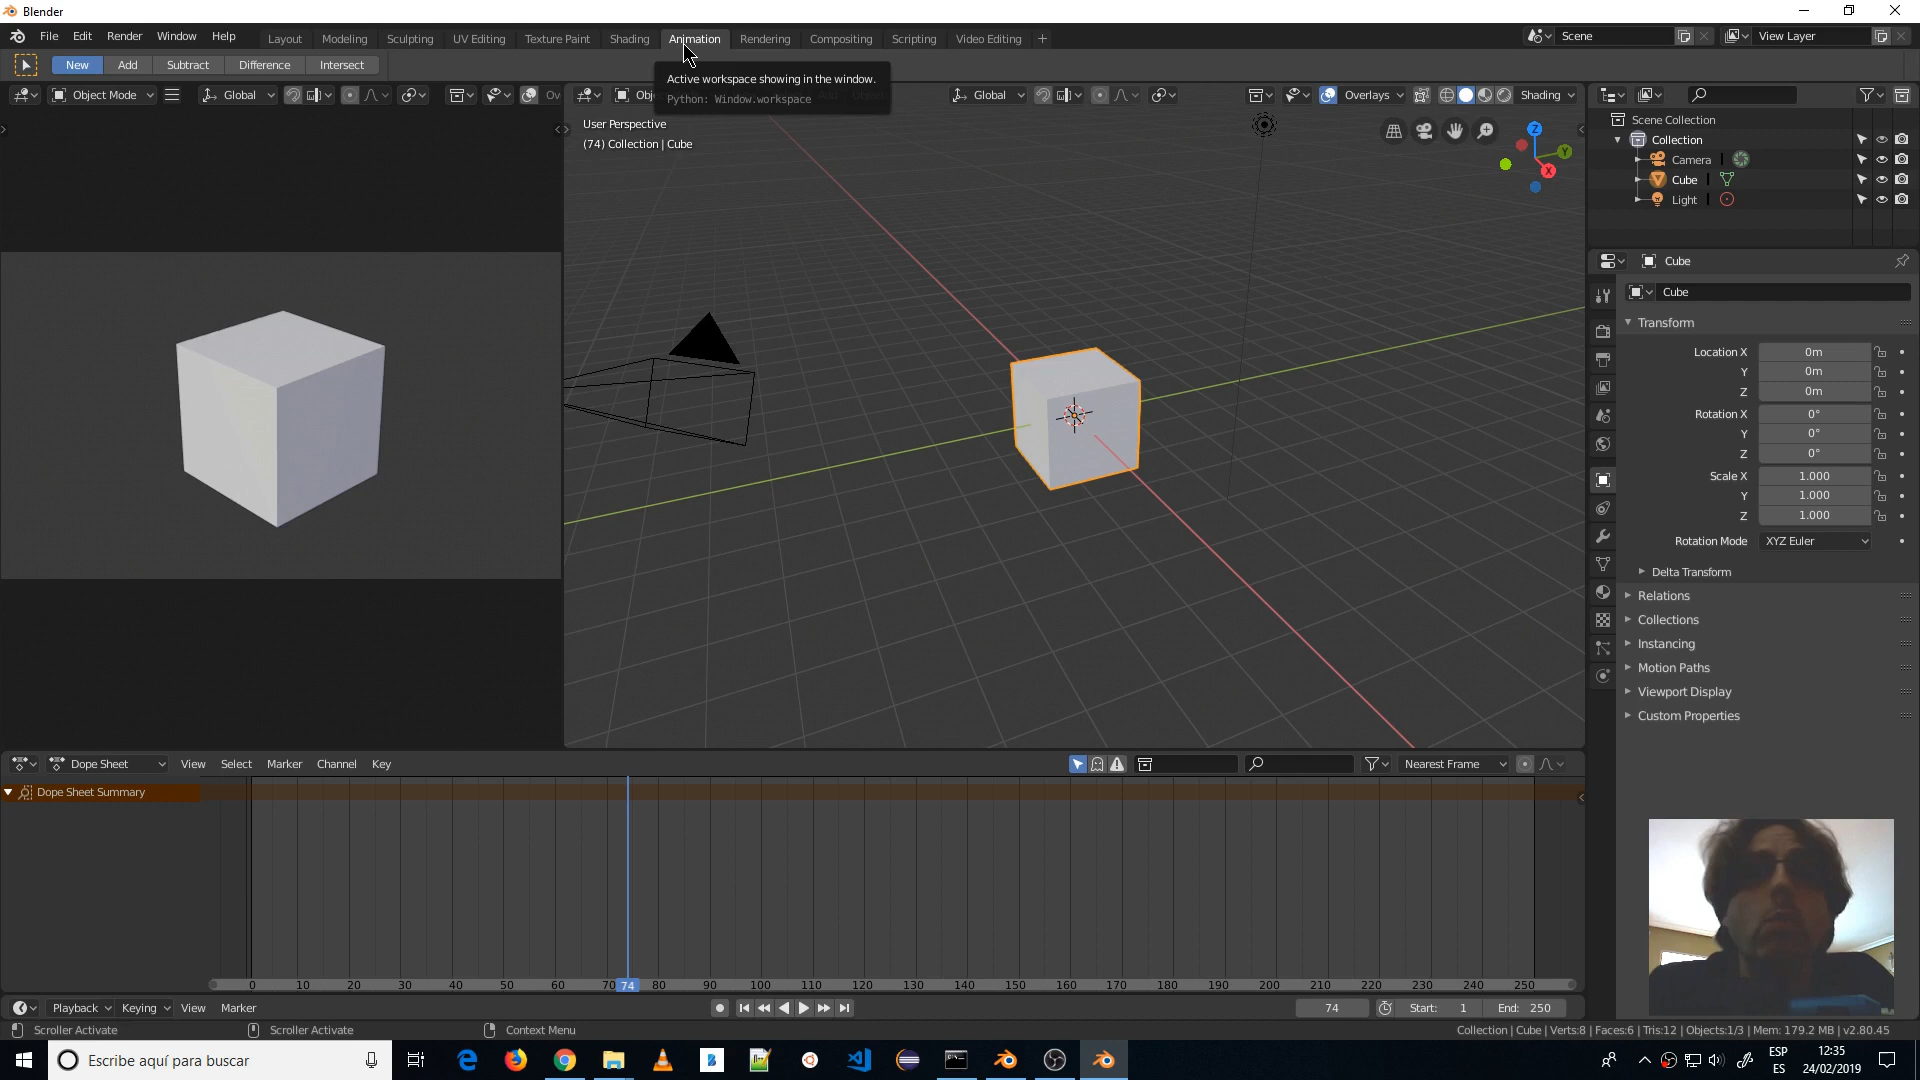 Blender
File Edit Render Window Help Layout Modeling Sculpting UV Editing Texture Paint Shading Animation Rendering Compositing Scripting Video Editing + Scene View Layer
New Add Subtract Difference Intersect
Active workspace showing in the window.
Python: Window.workspace
Object Mode Global Ov Obj Global Overlays Shading
User Perspective
(74) Collection | Cube
Z
Y
X
Scene Collection
Collection
Camera
Cube
Light
Cube
Cube
Transform
Location X 0m
Y 0m
Z 0m
Rotation X 0°
Y 0°
Z 0°
Scale X 1.000
Y 1.000
Z 1.000
Rotation Mode XYZ Euler
Delta Transform
Relations
Collections
Instancing
Motion Paths
Viewport Display
Custom Properties
Dope Sheet View Select Marker Channel Key Nearest Frame
Dope Sheet Summary
0 10 20 30 40 50 60 70 74 80 90 100 110 120 130 140 150 160 170 180 190 200 210 220 230 240 250
Playback Keying View Marker 74 Start: 1 End: 250
Scroller Activate Scroller Activate Context Menu Collection | Cube | Verts:8 | Faces:6 | Tris:12 | Objects:1/3 | Mem: 179.2 MB | v2.80.45
Escribe aquí para buscar
ESP
ES
12:35
24/02/2019